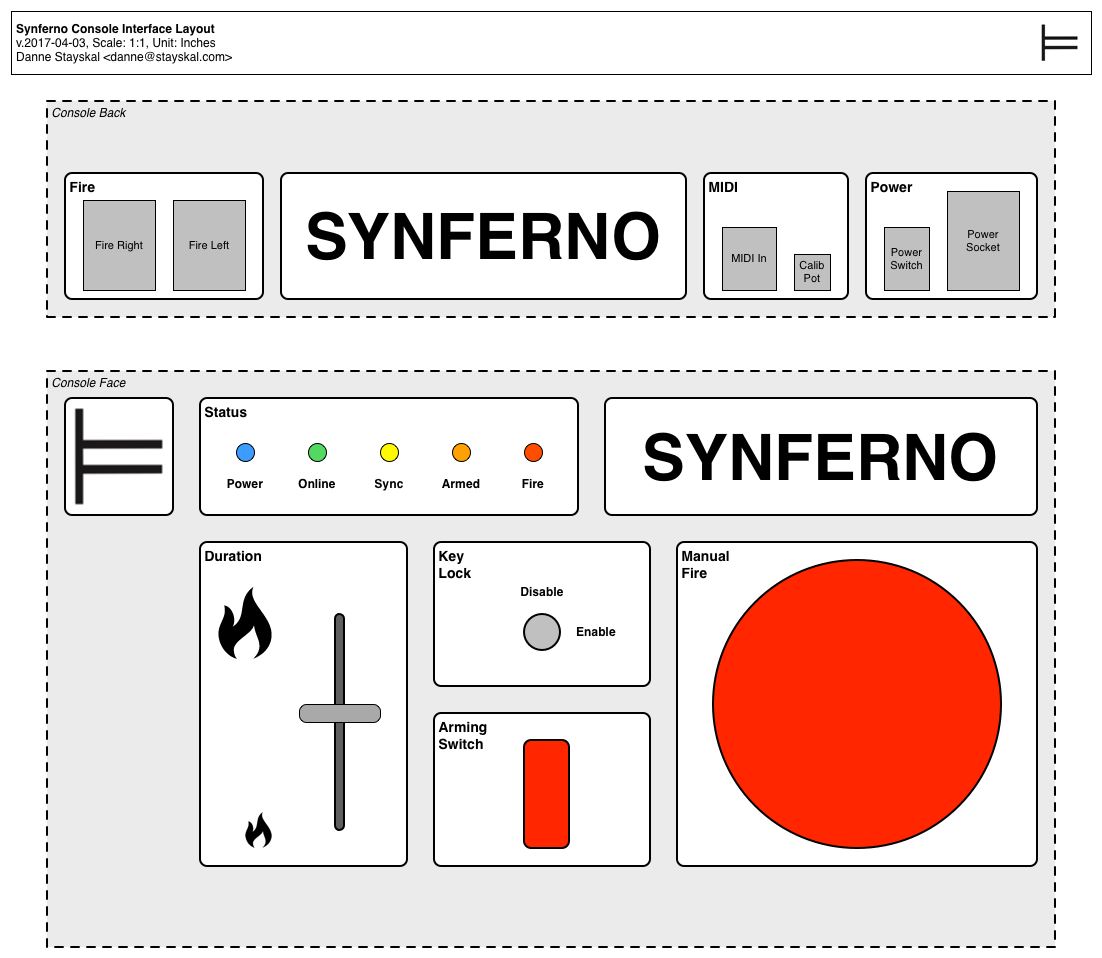 Synferno Console Interface Layout
v.2017-04-03, Scale: 1:1, Unit: Inches
Danne Stayskal <danne@stayskal.com>
Console Back
Fire
Fire Right
Fire Left
SYNFERNO
MIDI
MIDI In
Calib
Pot
Power
Power
Switch
Power
Socket
Console Face
Status
Power
Online
Sync
Armed
Fire
SYNFERNO
Duration
Key
Lock
Disable
Enable
Arming
Switch
Manual
Fire